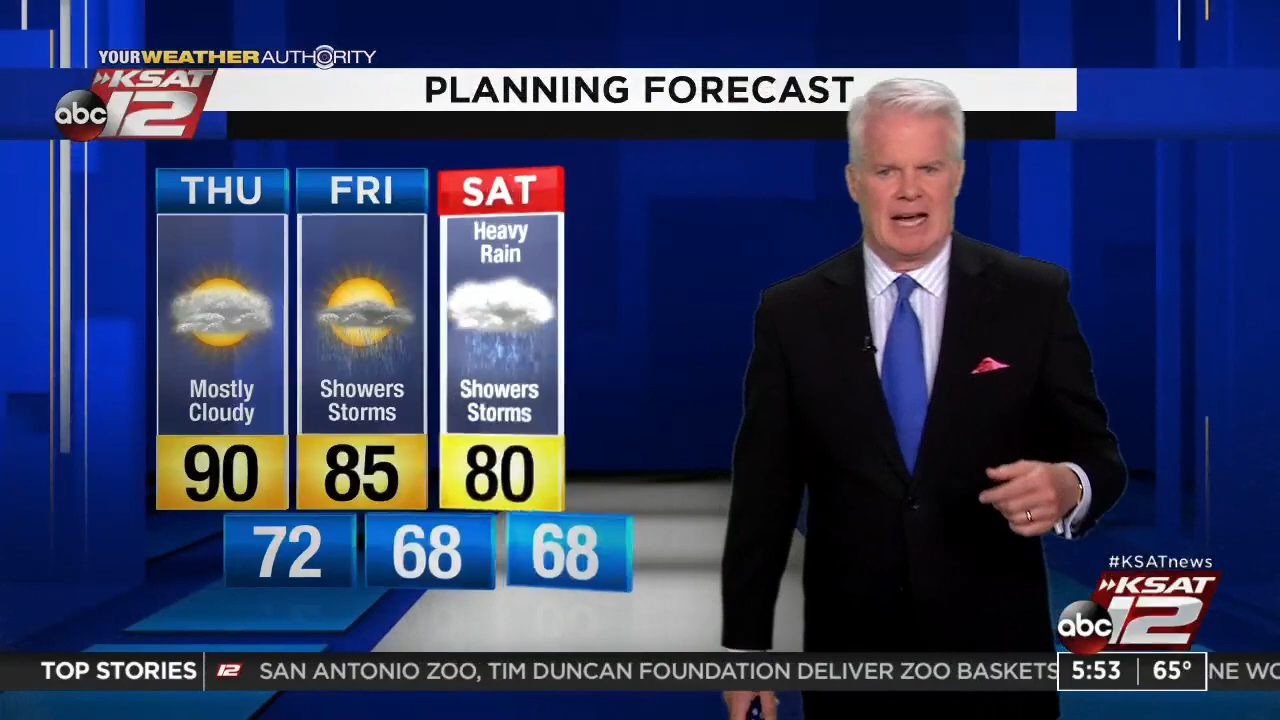 YOURWEATHERAUTHORITY
KSAT
abc 12
PLANNING FORECAST
THU
Mostly
Cloudy
90
72
FRI
Showers
Storms
85
68
SAT
Heavy
Rain
Showers
Storms
80
68
#KSATnews
KSAT
abc 12
TOP STORIES 12 SAN ANTONIO ZOO, TIM DUNCAN FOUNDATION DELIVER ZOO BASKETS
5:53 65°